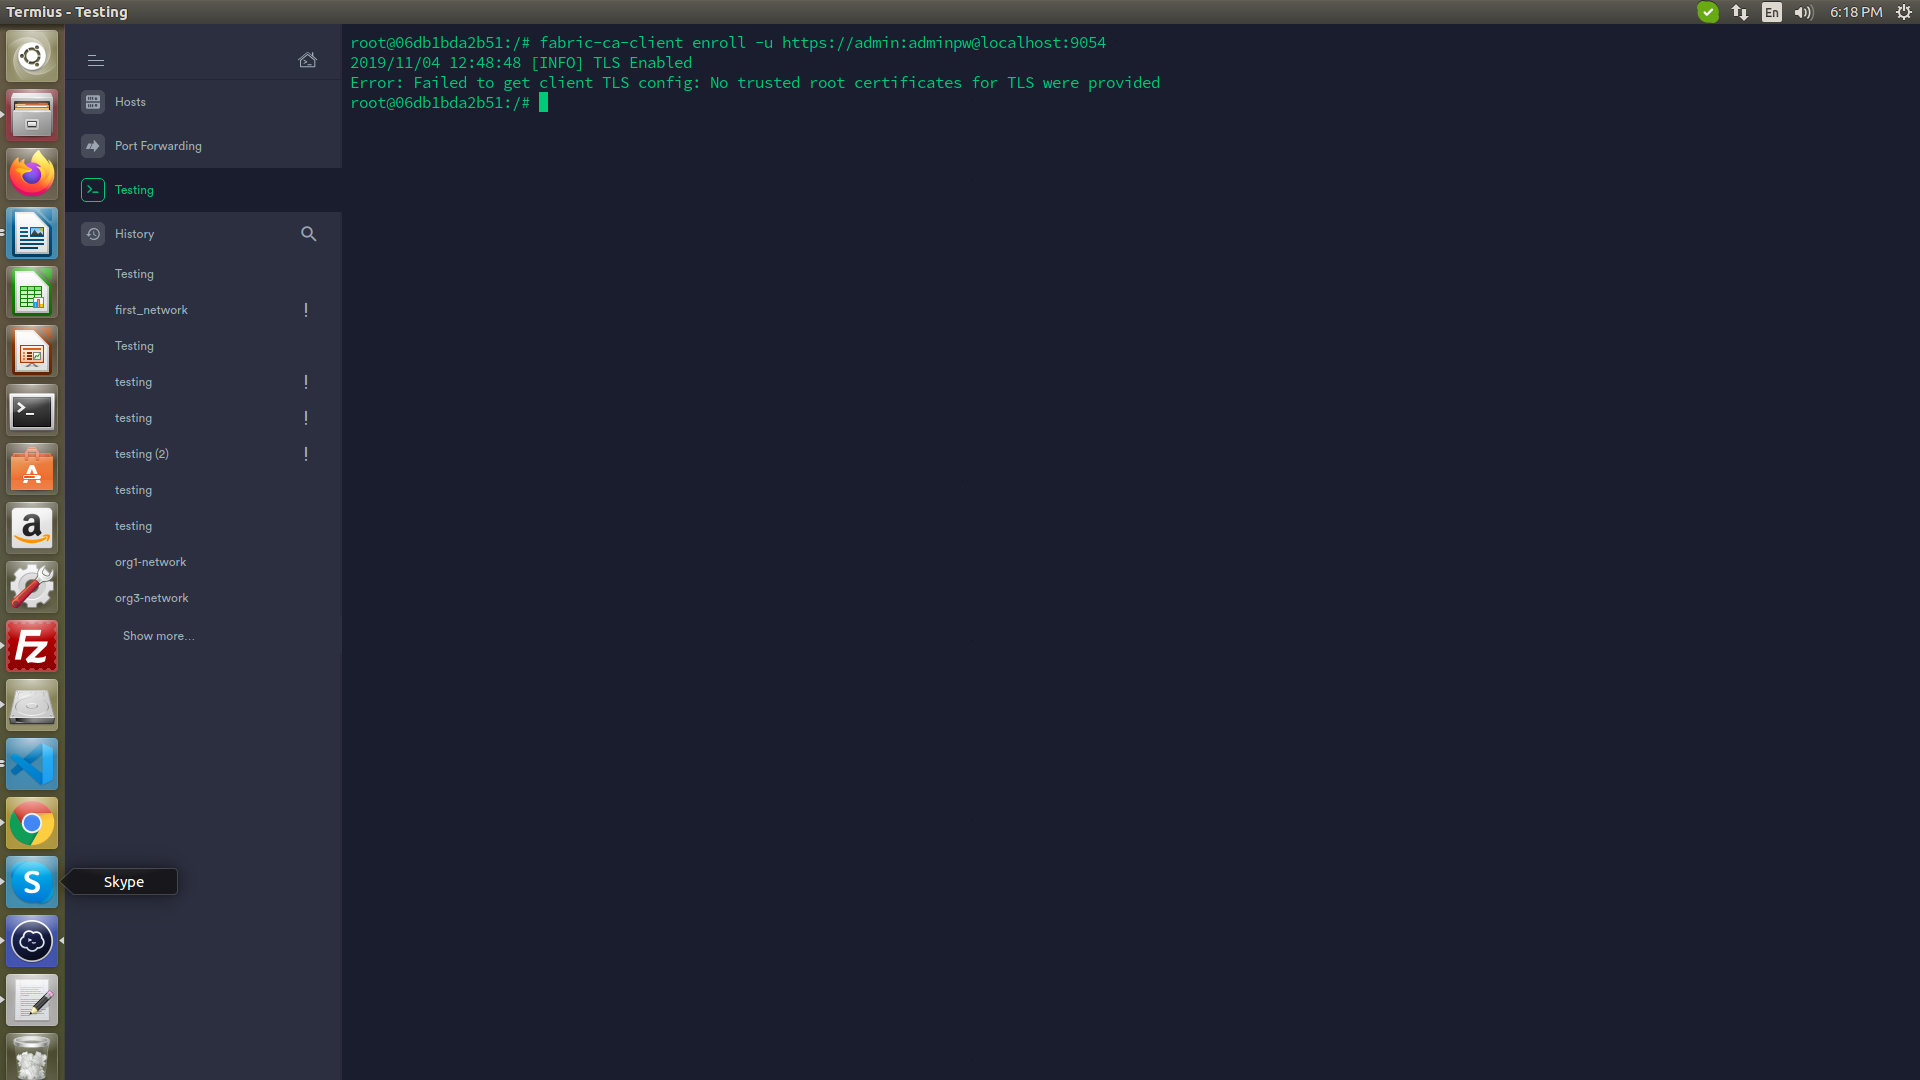 Termius - Testing
En
6:18 PM
Hosts
Port Forwarding
Testing
History
Testing
first_network !
Testing
testing !
testing !
testing (2) !
testing
testing
org1-network
org3-network
Show more...
root@06db1bda2b51:/# fabric-ca-client enroll -u https://admin:adminpw@localhost:9054
2019/11/04 12:48:48 [INFO] TLS Enabled
Error: Failed to get client TLS config: No trusted root certificates for TLS were provided
root@06db1bda2b51:/#
A
a
Fz
S
Skype